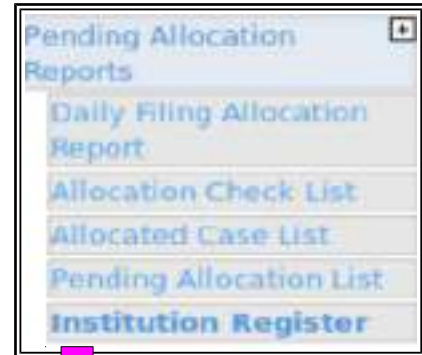 Pending Allocation
Reports
Daily Filing Allocation
Report
Allocation Check List
Allocated Case List
Pending Allocation List
Institution Register